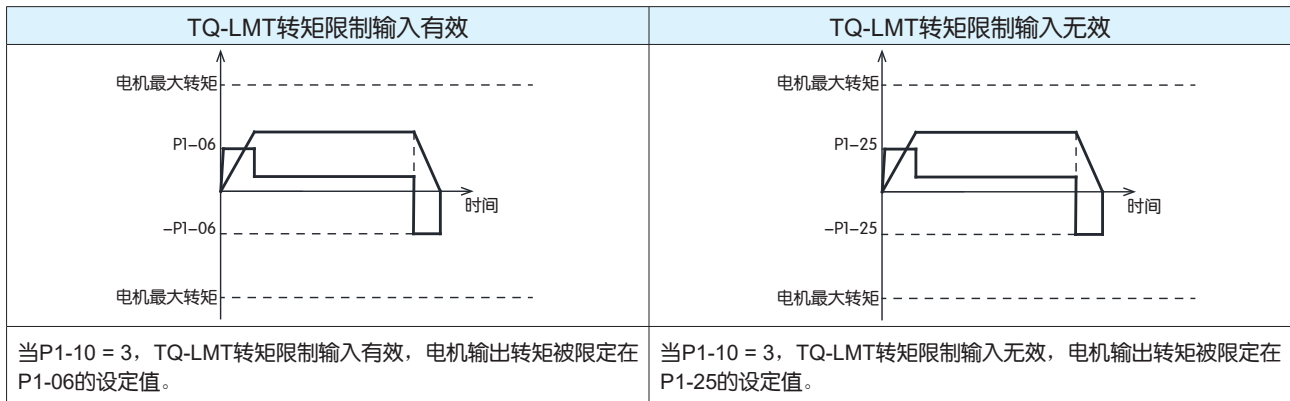 TQ-LMT转矩限制输入有效
TQ-LMT转矩限制输入无效
电机最大转矩
P1-06
时间
-P1-06
电机最大转矩
电机最大转矩
P1-25
时间
-P1-25
电机最大转矩
当P1-10 = 3，TQ-LMT转矩限制输入有效，电机输出转矩被限定在
P1-06的设定值。
当P1-10 = 3，TQ-LMT转矩限制输入无效，电机输出转矩被限定在
P1-25的设定值。